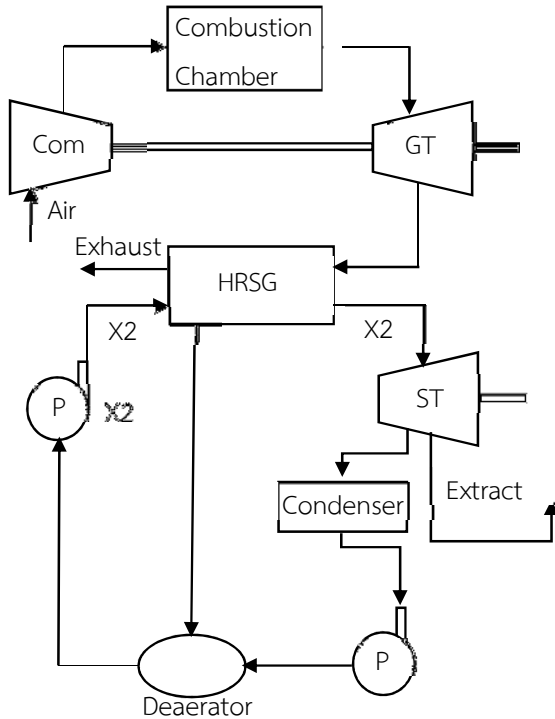 Combustion
Chamber
Com
GT
Air
Exhaust
HRSG
X2
X2
P
X2
ST
Condenser
Extract
P
Deaerator